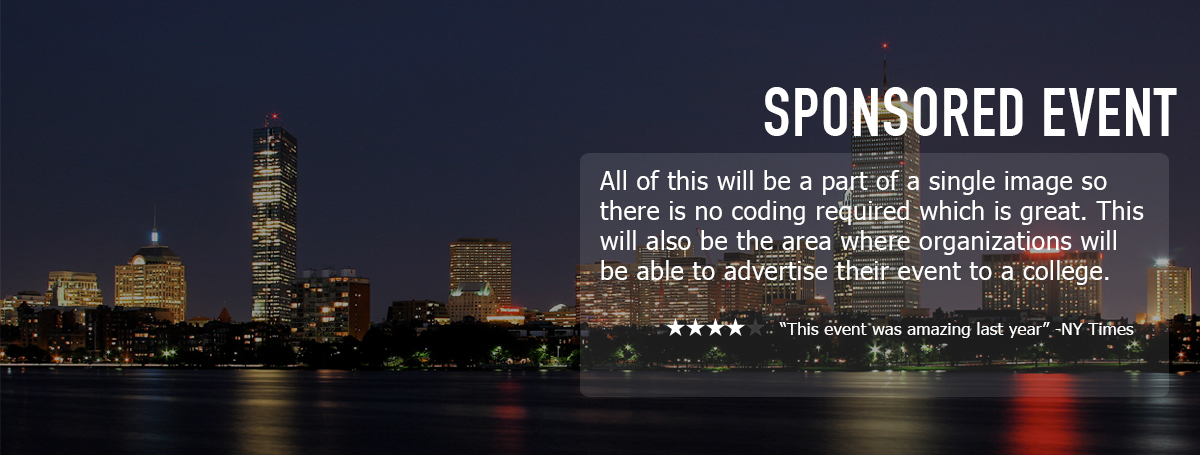 SPONSORED EVENT
All of this will be a part of a single image so
there is no coding required which is great. This
will also be the area where organizations will
be able to advertise their event to a college.
★★★★★ “This event was amazing last year” -NY Times